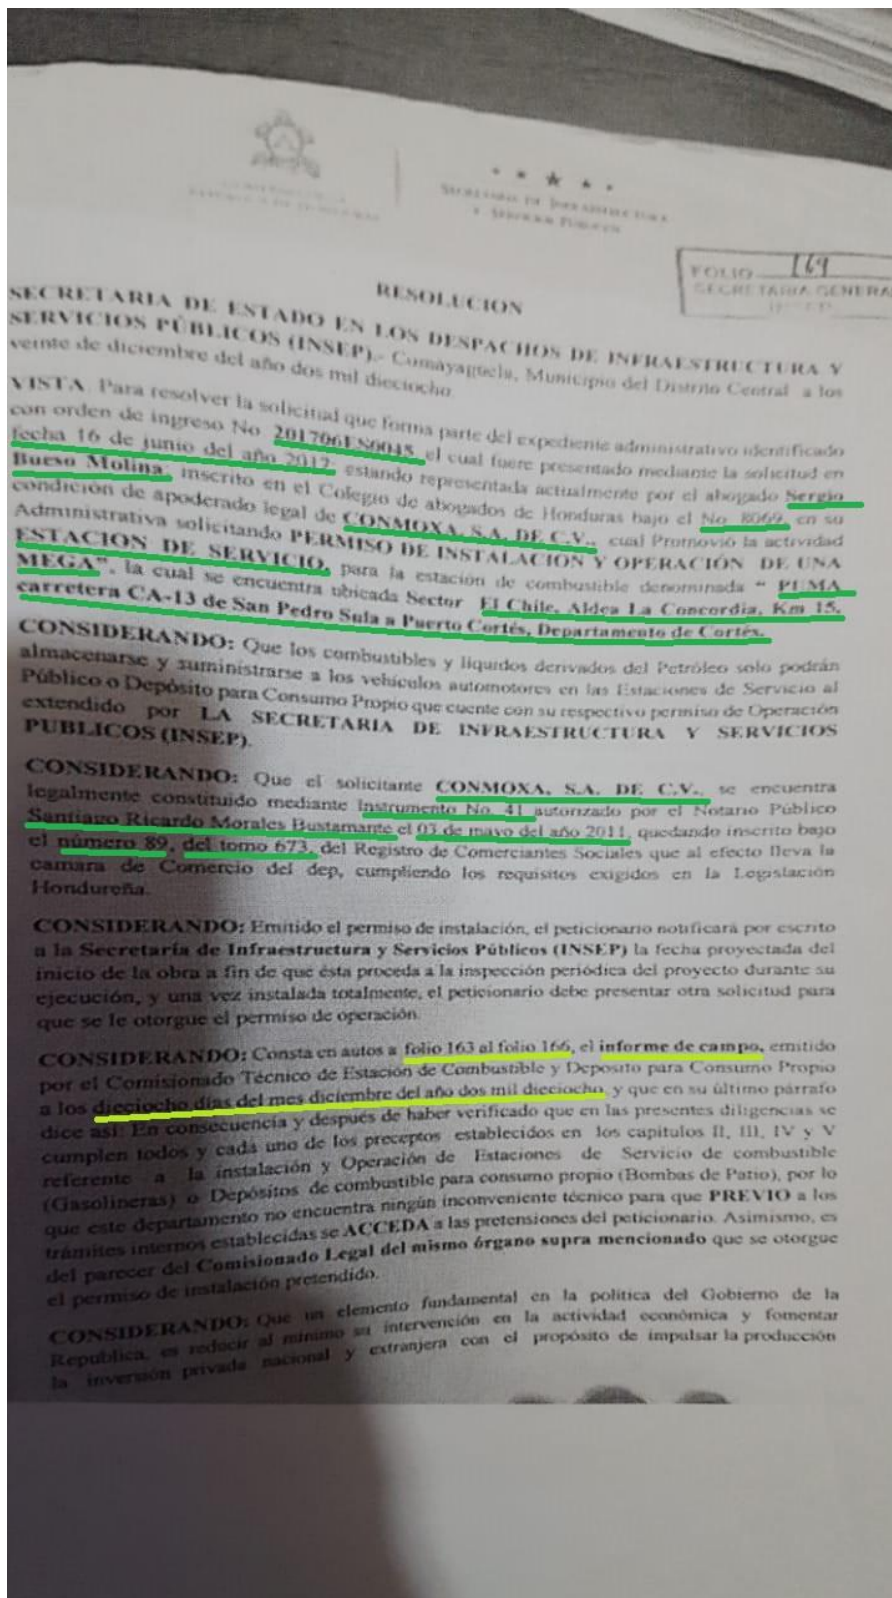 REPÚBLICA DE HONDURAS
SECRETARÍA DE INFRAESTRUCTURA
Y SERVICIOS PÚBLICOS
FOLIO 169
SECRETARIA GENERAL
INSEP
RESOLUCION
SECRETARIA DE ESTADO EN LOS DESPACHOS DE INFRAESTRUCTURA Y
SERVICIOS PÚBLICOS (INSEP).- Comayagüela, Municipio del Distrito Central a los
veinte de diciembre del año dos mil dieciocho.
VISTA: Para resolver la solicitud que forma parte del expediente administrativo identificado
con orden de ingreso No 201706ES0045, el cual fuere presentado mediante la solicitud en
fecha 16 de junio del año 2017; estando representada actualmente por el abogado Sergio
Bueso Molina; inscrito en el Colegio de abogados de Honduras bajo el No. 8069, en su
condición de apoderado legal de CONMOXA, S.A. DE C.V., cual Promovió la actividad
Administrativa solicitando PERMISO DE INSTALACION Y OPERACIÓN DE UNA
ESTACION DE SERVICIO, para la estación de combustible denominada “ PUMA
MEGA”, la cual se encuentra ubicada Sector El Chile, Aldea La Concordia, Km 15,
carretera CA-13 de San Pedro Sula a Puerto Cortés, Departamento de Cortés.
CONSIDERANDO: Que los combustibles y líquidos derivados del Petróleo solo podrán
almacenarse y suministrarse a los vehículos automotores en las Estaciones de Servicio al
Público o Depósito para Consumo Propio que cuente con su respectivo permiso de Operación
extendido por LA SECRETARIA DE INFRAESTRUCTURA Y SERVICIOS
PUBLICOS (INSEP).
CONSIDERANDO: Que el solicitante CONMOXA, S.A. DE C.V., se encuentra
legalmente constituido mediante Instrumento No. 41 autorizado por el Notario Público
Santiago Ricardo Morales Bustamante el 03 de mayo del año 2011, quedando inscrito bajo
el número 89, del tomo 673, del Registro de Comerciantes Sociales que al efecto lleva la
camara de Comercio del dep, cumpliendo los requisitos exigidos en la Legislación
Hondureña.
CONSIDERANDO: Emitido el permiso de instalación, el peticionario notificará por escrito
a la Secretaría de Infraestructura y Servicios Públicos (INSEP) la fecha proyectada del
inicio de la obra a fin de que ésta proceda a la inspección periódica del proyecto durante su
ejecución, y una vez instalada totalmente, el peticionario debe presentar otra solicitud para
que se le otorgue el permiso de operación.
CONSIDERANDO: Consta en autos a folio 163 al folio 166, el informe de campo, emitido
por el Comisionado Técnico de Estación de Combustible y Deposito para Consumo Propio
a los dieciocho días del mes diciembre del año dos mil dieciocho, y que en su último párrafo
dice así: En consecuencia y después de haber verificado que en las presentes diligencias se
cumplen todos y cada uno de los preceptos establecidos en los capítulos II, III, IV y V
referente a la instalación y Operación de Estaciones de Servicio de combustible
(Gasolineras) o Depósitos de combustible para consumo propio (Bombas de Patio), por lo
que este departamento no encuentra ningún inconveniente técnico para que PREVIO a los
trámites internos establecidas se ACCEDA a las pretensiones del peticionario. Asimismo, es
del parecer del Comisionado Legal del mismo órgano supra mencionado que se otorgue
el permiso de instalación pretendido.
CONSIDERANDO: Que un elemento fundamental en la política del Gobierno de la
Republica, es reducir al mínimo su intervención en la actividad económica y fomentar
la inversión privada nacional y extranjera con el propósito de impulsar la producción